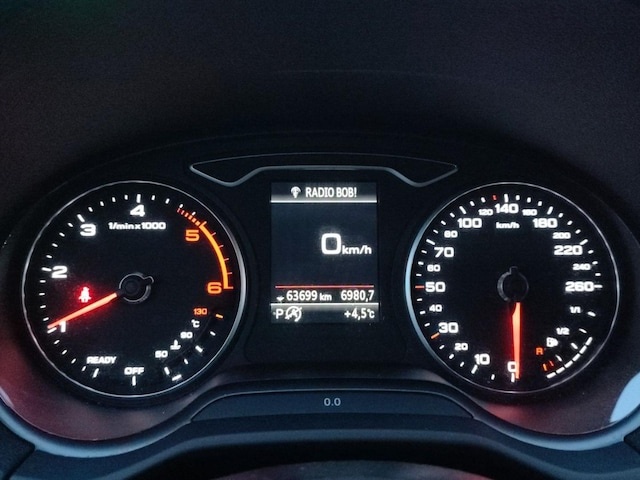 RADIO BOB!
0 km/h
63699 km 6980,7
P +4,5°C
1/min x 1000
1 2 3 4 5 6
130
90 °C
50
READY
OFF
km/h
0 10 20 30 40 50 60 70 80 100 120 140 160 180 200 220 240 260
1/1
1/2
R
0.0